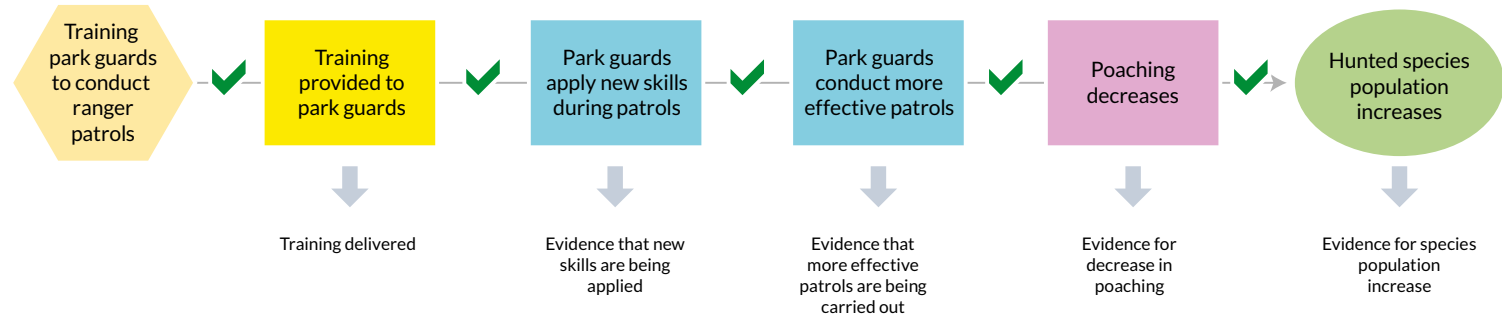 Training
park guards
to conduct
ranger
patrols
Training
provided to
park guards
Park guards
apply new skills
during patrols
Park guards
conduct more
effective patrols
Poaching
decreases
Hunted species
population
increases
Training delivered
Evidence that new
skills are being
applied
Evidence that
more effective
patrols are being
carried out
Evidence for
decrease in
poaching
Evidence for species
population
increase